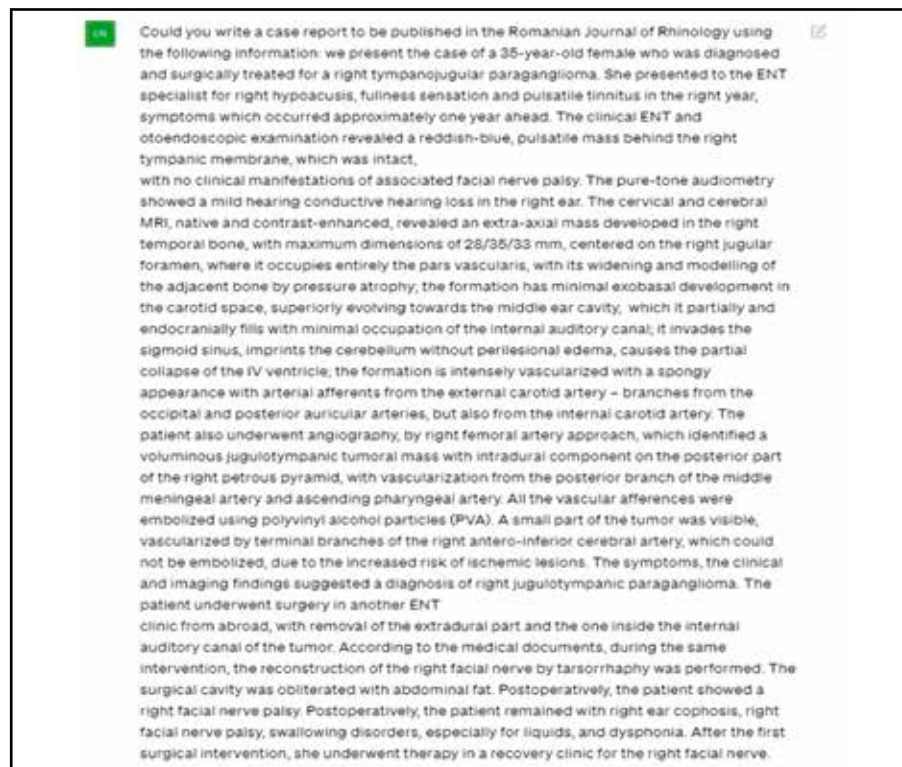 Could you write a case report to be published in the Romanian Journal of Rhinology using
the following information: we present the case of a 35-year-old female who was diagnosed
and surgically treated for a right tympanojugular paraganglioma. She presented to the ENT
specialist for right hypoacusis, fullness sensation and pulsatile tinnitus in the right year,
symptoms which occurred approximately one year ahead. The clinical ENT and
otoendoscopic examination revealed a reddish-blue, pulsatile mass behind the right
tympanic membrane, which was intact,
with no clinical manifestations of associated facial nerve palsy. The pure-tone audiometry
showed a mild hearing conductive hearing loss in the right ear. The cervical and cerebral
MRI, native and contrast-enhanced, revealed an extra-axial mass developed in the right
temporal bone, with maximum dimensions of 28/35/33 mm, centered on the right jugular
foramen, where it occupies entirely the pars vascularis, with its widening and modelling of
the adjacent bone by pressure atrophy; the formation has minimal exobasal development in
the carotid space, superiorly evolving towards the middle ear cavity, which it partially and
endocranially fills with minimal occupation of the internal auditory canal; it invades the
sigmoid sinus, imprints the cerebellum without perilesional edema, causes the partial
collapse of the IV ventricle; the formation is intensely vascularized with a spongy
appearance with arterial afferents from the external carotid artery – branches from the
occipital and posterior auricular arteries, but also from the internal carotid artery. The
patient also underwent angiography, by right femoral artery approach, which identified a
voluminous jugulotympanic tumoral mass with intradural component on the posterior part
of the right petrous pyramid, with vascularization from the posterior branch of the middle
meningeal artery and ascending pharyngeal artery. All the vascular afferences were
embolized using polyvinyl alcohol particles (PVA). A small part of the tumor was visible,
vascularized by terminal branches of the right antero-inferior cerebral artery, which could
not be embolized, due to the increased risk of ischemic lesions. The symptoms, the clinical
and imaging findings suggested a diagnosis of right jugulotympanic paraganglioma. The
patient underwent surgery in another ENT
clinic from abroad, with removal of the extradural part and the one inside the internal
auditory canal of the tumor. According to the medical documents, during the same
intervention, the reconstruction of the right facial nerve by tarsorrhaphy was performed. The
surgical cavity was obliterated with abdominal fat. Postoperatively, the patient showed a
right facial nerve palsy. Postoperatively, the patient remained with right ear cophosis, right
facial nerve palsy, swallowing disorders, especially for liquids, and dysphonia. After the first
surgical intervention, she underwent therapy in a recovery clinic for the right facial nerve.